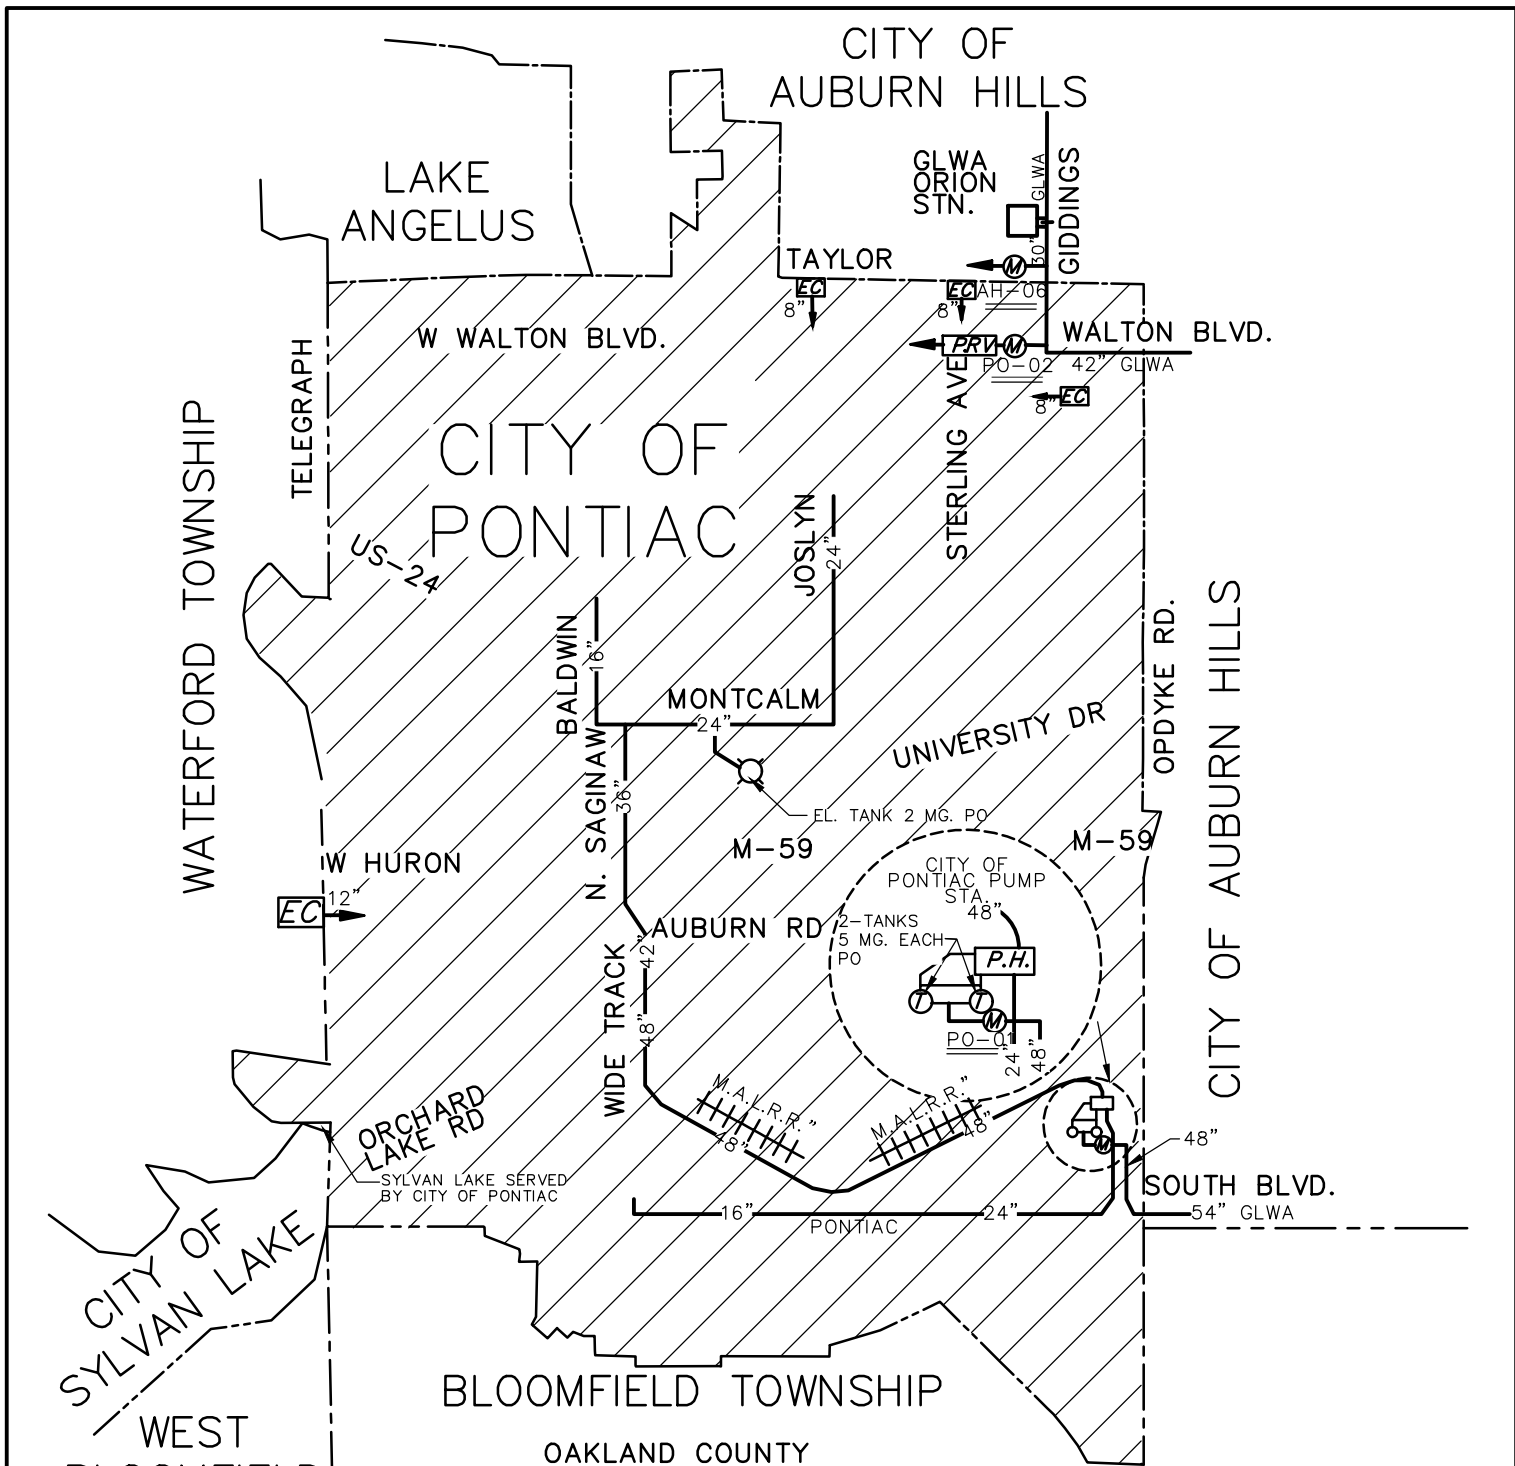 CITY OF
AUBURN HILLS
LAKE
ANGELUS
GLWA
ORION
STN.
GLWA
30"
GIDDINGS
TAYLOR
EC
8"
EC
8"
M
AH-06
W WALTON BLVD.
PRV
M
WALTON BLVD.
PO-02
42" GLWA
EC
8"
TELEGRAPH
STERLING AVE
WATERFORD TOWNSHIP
CITY OF
PONTIAC
US-24
JOSLYN
24"
BALDWIN
16"
MONTCALM
24"
UNIVERSITY DR
OPDYKE RD.
CITY OF AUBURN HILLS
N. SAGINAW
36"
EL. TANK 2 MG. PO
M-59
M-59
W HURON
EC
12"
CITY OF
PONTIAC PUMP
STA.
48"
AUBURN RD
2-TANKS
5 MG. EACH
PO
P.H.
T
T
M
PO-01
24"
48"
WIDE TRACK
42"
48"
M.A.L.R.R."
48"
M.A.L.R.R."
48"
M
48"
ORCHARD
LAKE RD
SYLVAN LAKE SERVED
BY CITY OF PONTIAC
SOUTH BLVD.
16"
PONTIAC
24"
54" GLWA
CITY OF
SYLVAN LAKE
BLOOMFIELD TOWNSHIP
WEST
OAKLAND COUNTY
BLOOMFIELD